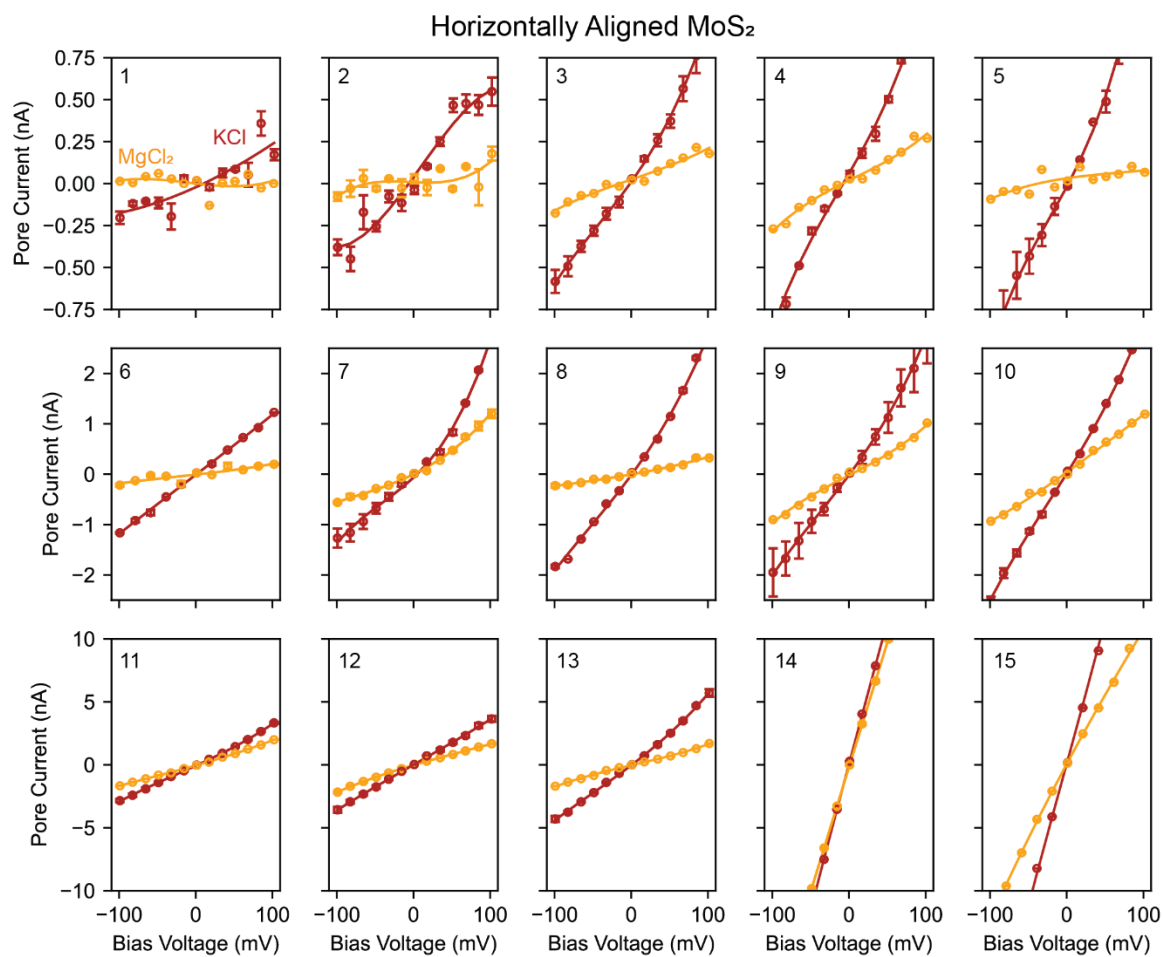 Horizontally Aligned MoS₂
Pore Current (nA)
0.75
0.50
0.25
0.00
−0.25
−0.50
−0.75
1
KCl
MgCl₂
2
3
4
5
Pore Current (nA)
2
1
0
−1
−2
6
7
8
9
10
Pore Current (nA)
10
5
0
−5
−10
11
12
13
14
15
−100 0 100
−100 0 100
−100 0 100
−100 0 100
−100 0 100
Bias Voltage (mV)
Bias Voltage (mV)
Bias Voltage (mV)
Bias Voltage (mV)
Bias Voltage (mV)